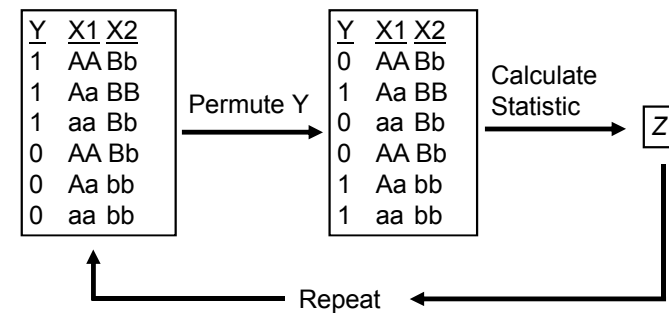 Y X1 X2
1 AA Bb
1 Aa BB
1 aa Bb
0 AA Bb
0 Aa bb
0 aa bb
Permute Y
Y X1 X2
0 AA Bb
1 Aa BB
0 aa Bb
0 AA Bb
1 Aa bb
1 aa bb
Calculate
Statistic
Z
Repeat